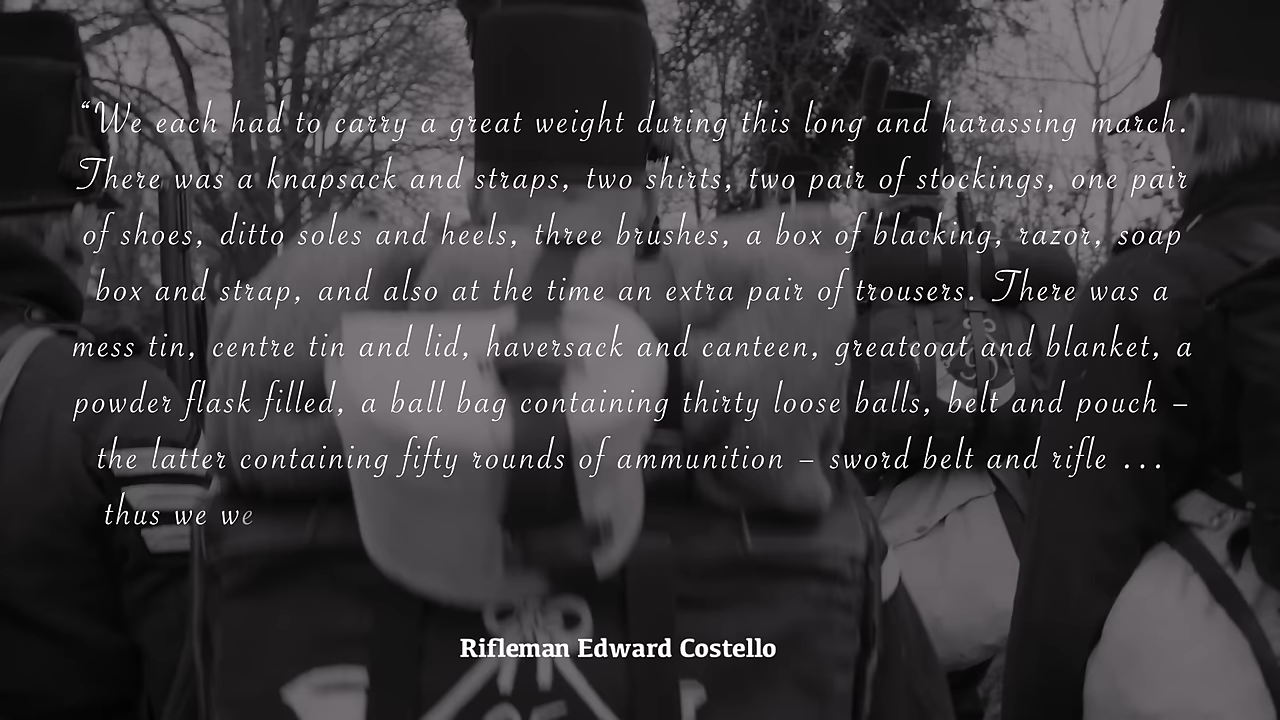 “We each had to carry a great weight during this long and harassing march.
There was a knapsack and straps, two shirts, two pair of stockings, one pair
of shoes, ditto soles and heels, three brushes, a box of blacking, razor, soap
box and strap, and also at the time an extra pair of trousers. There was a
mess tin, centre tin and lid, haversack and canteen, greatcoat and blanket, a
powder flask filled, a ball bag containing thirty loose balls, belt and pouch –
the latter containing fifty rounds of ammunition – sword belt and rifle ...
thus we we
Rifleman Edward Costello
95